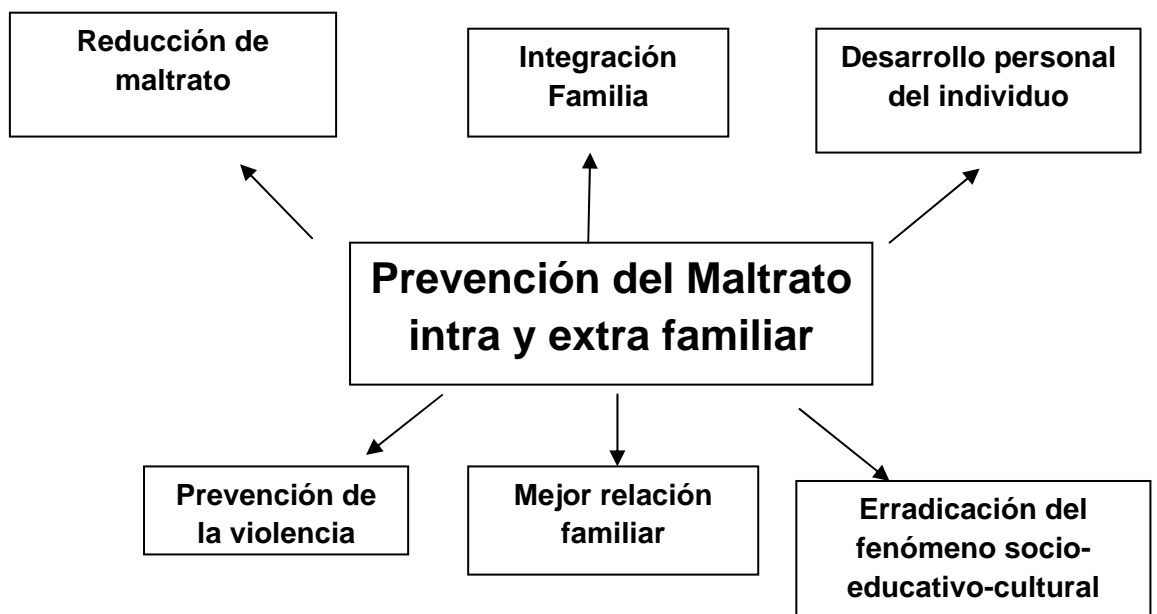 Reducción de
maltrato
Integración
Familia
Desarrollo personal
del individuo
Prevención del Maltrato
intra y extra familiar
Prevención de
la violencia
Mejor relación
familiar
Erradicación del
fenómeno socio-
educativo-cultural